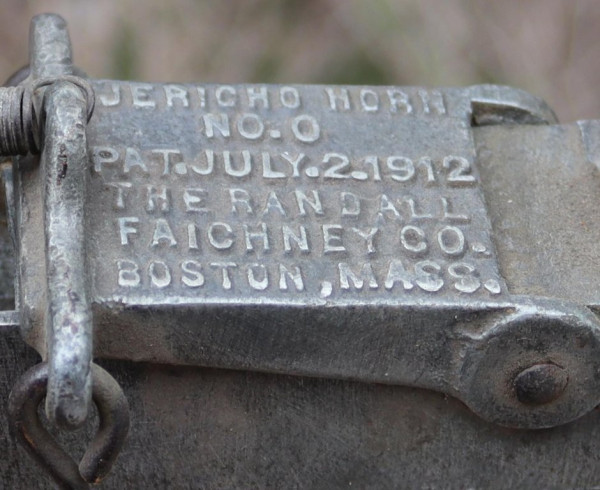 JERICHO HORN
NO.O
PAT.JULY.2.1912
THE RANDALL
FAICHNEY CO.
BOSTON, MASS.